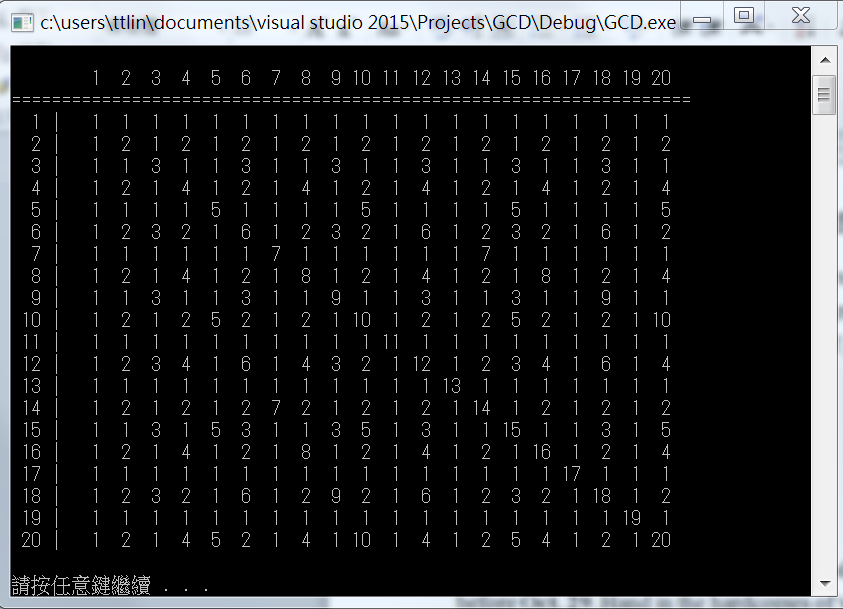 c:\users\ttlin\documents\visual studio 2015\Projects\GCD\Debug\GCD.exe
1 2 3 4 5 6 7 8 9 10 11 12 13 14 15 16 17 18 19 20
====================================================================
1 | 1 1 1 1 1 1 1 1 1 1 1 1 1 1 1 1 1 1 1 1
2 | 1 2 1 2 1 2 1 2 1 2 1 2 1 2 1 2 1 2 1 2
3 | 1 1 3 1 1 3 1 1 3 1 1 3 1 1 3 1 1 3 1 1
4 | 1 2 1 4 1 2 1 4 1 2 1 4 1 2 1 4 1 2 1 4
5 | 1 1 1 1 5 1 1 1 1 5 1 1 1 1 5 1 1 1 1 5
6 | 1 2 3 2 1 6 1 2 3 2 1 6 1 2 3 2 1 6 1 2
7 | 1 1 1 1 1 1 7 1 1 1 1 1 1 7 1 1 1 1 1 1
8 | 1 2 1 4 1 2 1 8 1 2 1 4 1 2 1 8 1 2 1 4
9 | 1 1 3 1 1 3 1 1 9 1 1 3 1 1 3 1 1 9 1 1
10 | 1 2 1 2 5 2 1 2 1 10 1 2 1 2 5 2 1 2 1 10
11 | 1 1 1 1 1 1 1 1 1 1 11 1 1 1 1 1 1 1 1 1
12 | 1 2 3 4 1 6 1 4 3 2 1 12 1 2 3 4 1 6 1 4
13 | 1 1 1 1 1 1 1 1 1 1 1 1 13 1 1 1 1 1 1 1
14 | 1 2 1 2 1 2 7 2 1 2 1 2 1 14 1 2 1 2 1 2
15 | 1 1 3 1 5 3 1 1 3 5 1 3 1 1 15 1 1 3 1 5
16 | 1 2 1 4 1 2 1 8 1 2 1 4 1 2 1 16 1 2 1 4
17 | 1 1 1 1 1 1 1 1 1 1 1 1 1 1 1 1 17 1 1 1
18 | 1 2 3 2 1 6 1 2 9 2 1 6 1 2 3 2 1 18 1 2
19 | 1 1 1 1 1 1 1 1 1 1 1 1 1 1 1 1 1 1 19 1
20 | 1 2 1 4 5 2 1 4 1 10 1 4 1 2 5 4 1 2 1 20
請按任意鍵繼續 . . .